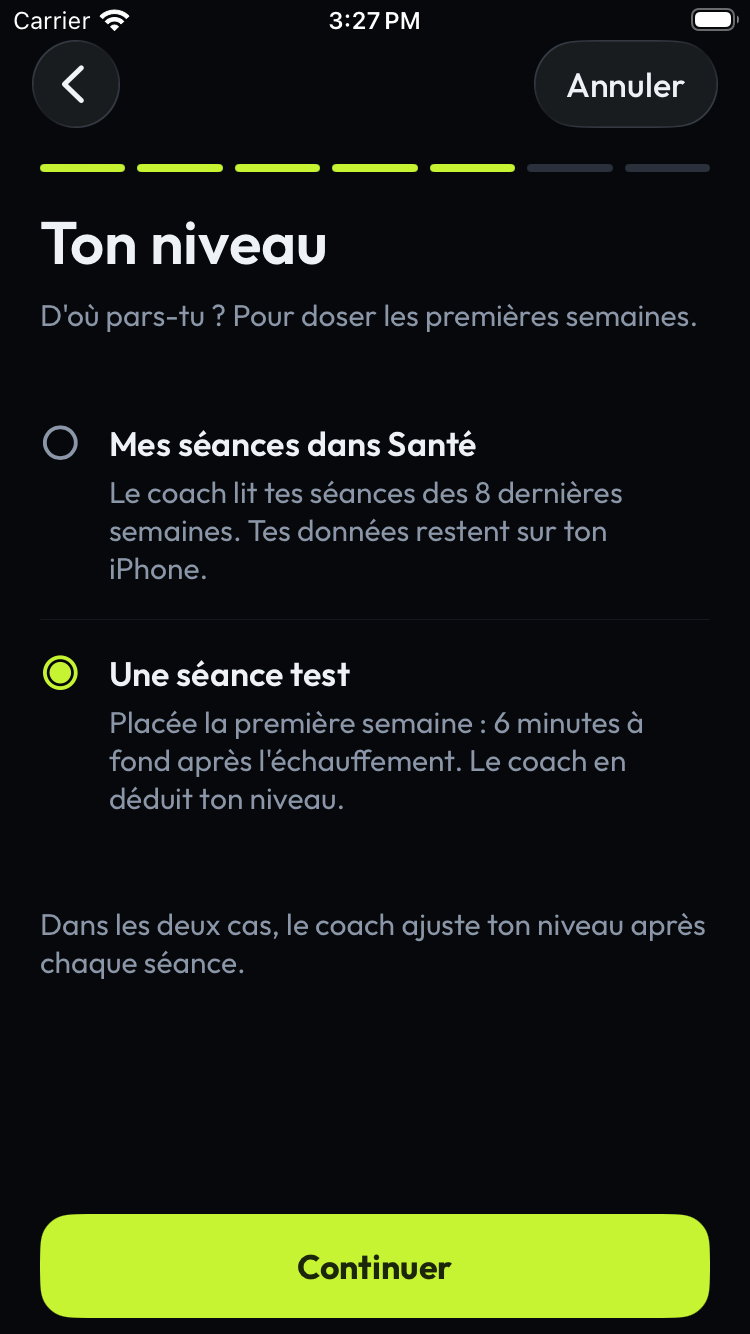 Carrier 3:27 PM
Annuler
Ton niveau
D'où pars-tu ? Pour doser les premières semaines.
Mes séances dans Santé
Le coach lit tes séances des 8 dernières
semaines. Tes données restent sur ton
iPhone.
Une séance test
Placée la première semaine : 6 minutes à
fond après l'échauffement. Le coach en
déduit ton niveau.
Dans les deux cas, le coach ajuste ton niveau après
chaque séance.
Continuer